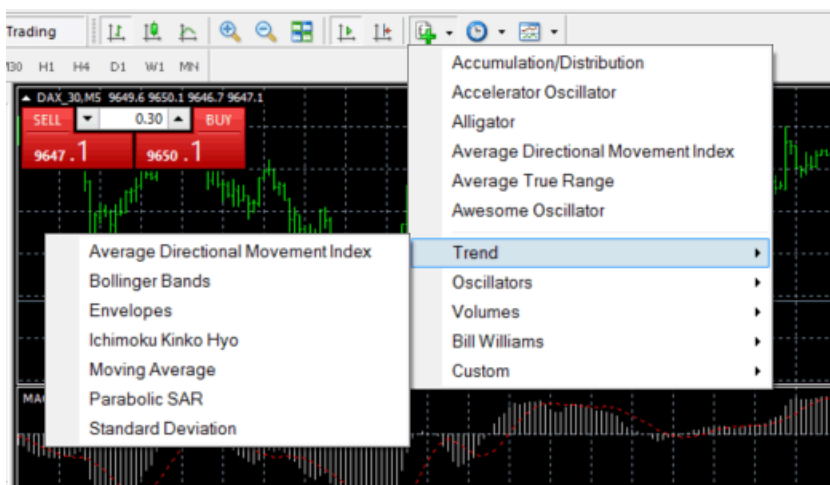 Trading
M30 H1 H4 D1 W1 MN
DAX_30,M5 9649.6 9650.1 9646.7 9647.1
SELL 0.30 BUY
9647.1 9650.1
Accumulation/Distribution
Accelerator Oscillator
Alligator
Average Directional Movement Index
Average True Range
Awesome Oscillator
Trend
Oscillators
Volumes
Bill Williams
Custom
Average Directional Movement Index
Bollinger Bands
Envelopes
Ichimoku Kinko Hyo
Moving Average
Parabolic SAR
Standard Deviation